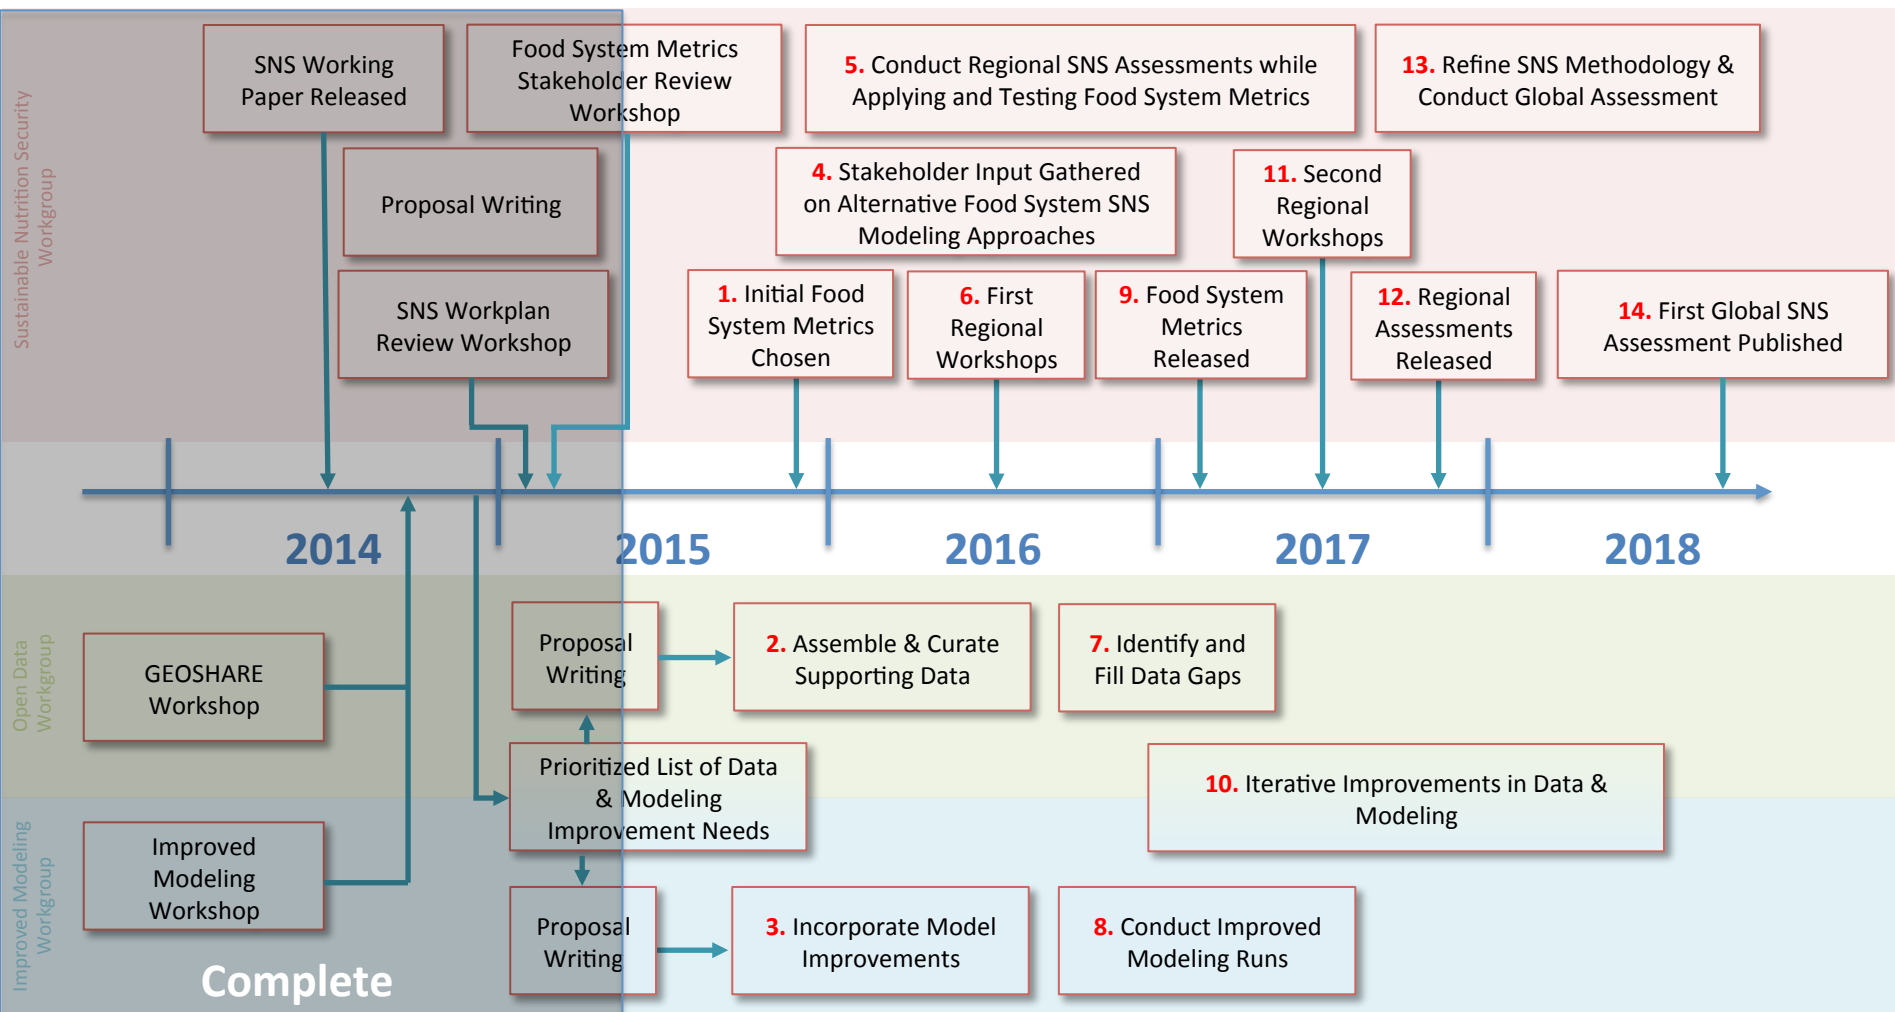 Sustainable Nutrition Security
Workgroup
SNS Working
Paper Released
Food System Metrics
Stakeholder Review
Workshop
5. Conduct Regional SNS Assessments while
Applying and Testing Food System Metrics
13. Refine SNS Methodology &
Conduct Global Assessment
Proposal Writing
4. Stakeholder Input Gathered
on Alternative Food System SNS
Modeling Approaches
11. Second
Regional
Workshops
SNS Workplan
Review Workshop
1. Initial Food
System Metrics
Chosen
6. First
Regional
Workshops
9. Food System
Metrics
Released
12. Regional
Assessments
Released
14. First Global SNS
Assessment Published
2014
2015
2016
2017
2018
Open Data
Workgroup
GEOSHARE
Workshop
Proposal
Writing
2. Assemble & Curate
Supporting Data
7. Identify and
Fill Data Gaps
Prioritized List of Data
& Modeling
Improvement Needs
10. Iterative Improvements in Data &
Modeling
Improved Modeling
Workgroup
Improved
Modeling
Workshop
Proposal
Writing
3. Incorporate Model
Improvements
8. Conduct Improved
Modeling Runs
Complete